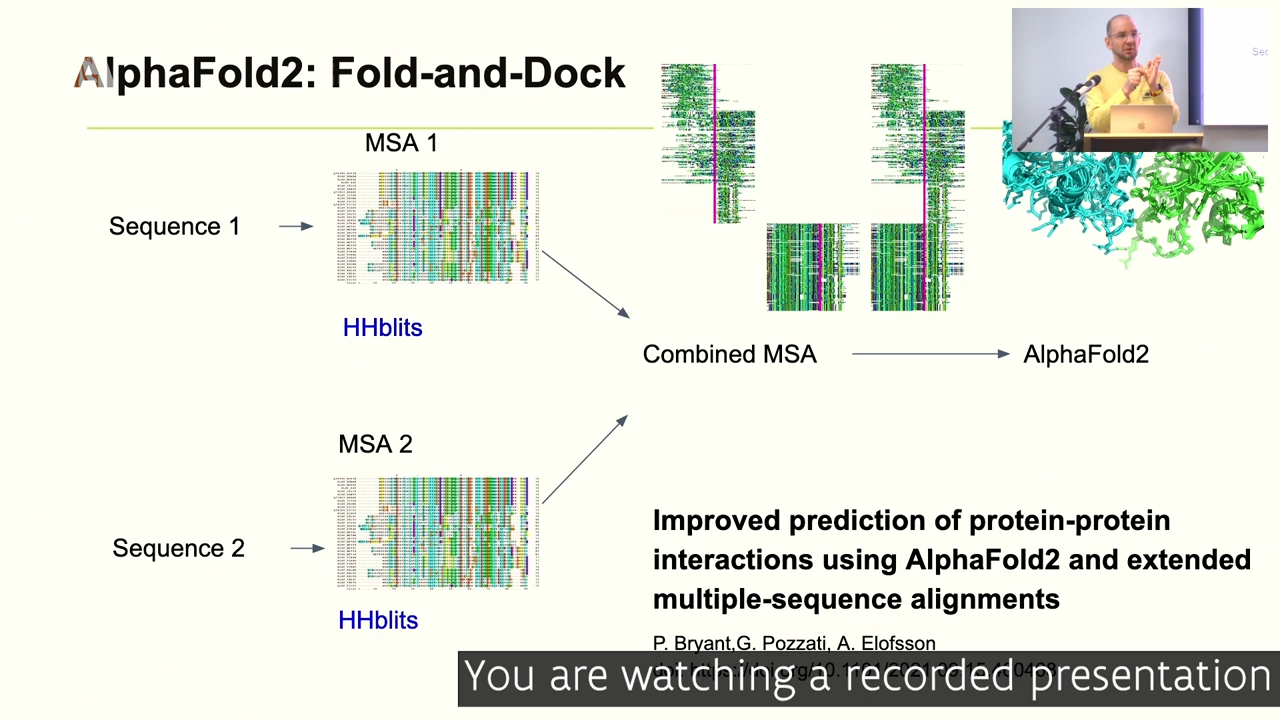 AlphaFold2: Fold-and-Dock
MSA 1
Sequence 1
HHblits
Combined MSA
AlphaFold2
MSA 2
Sequence 2
HHblits
Improved prediction of protein-protein
interactions using AlphaFold2 and extended
multiple-sequence alignments
P. Bryant,G. Pozzati, A. Elofsson
You are watching a recorded presentation